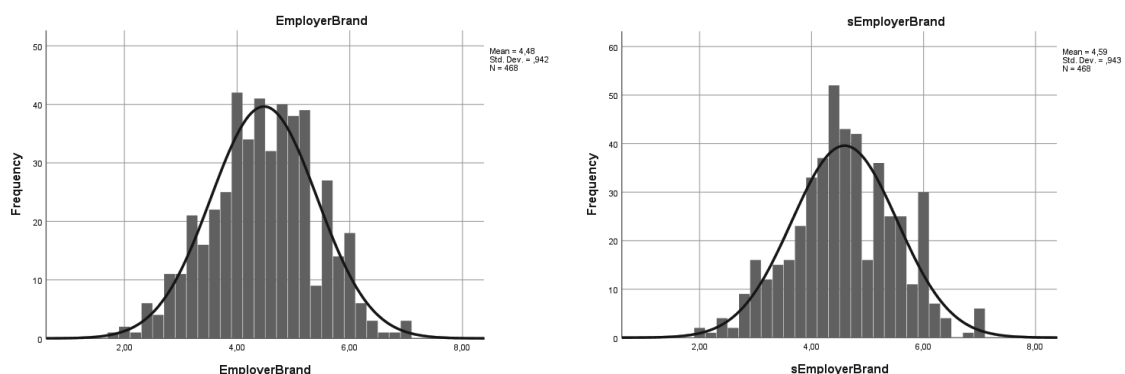 EmployerBrand
Mean = 4,48
Std. Dev. = ,942
N = 468
50
40
30
20
10
0
Frequency
2,00 4,00 6,00 8,00
EmployerBrand
sEmployerBrand
Mean = 4,59
Std. Dev. = ,943
N = 468
60
50
40
30
20
10
0
Frequency
2,00 4,00 6,00 8,00
sEmployerBrand